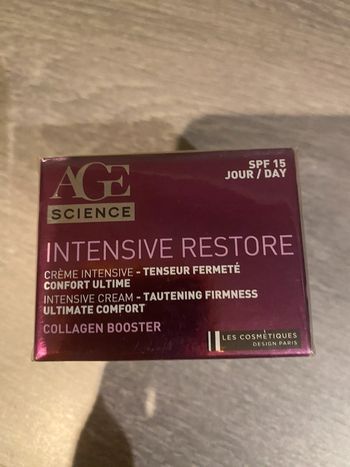 AGE
SCIENCE
SPF 15
JOUR / DAY
INTENSIVE RESTORE
CRÈME INTENSIVE - TENSEUR FERMETÉ
CONFORT ULTIME
INTENSIVE CREAM - TAUTENING FIRMNESS
ULTIMATE COMFORT
COLLAGEN BOOSTER
LES COSMÉTIQUES
DESIGN PARIS